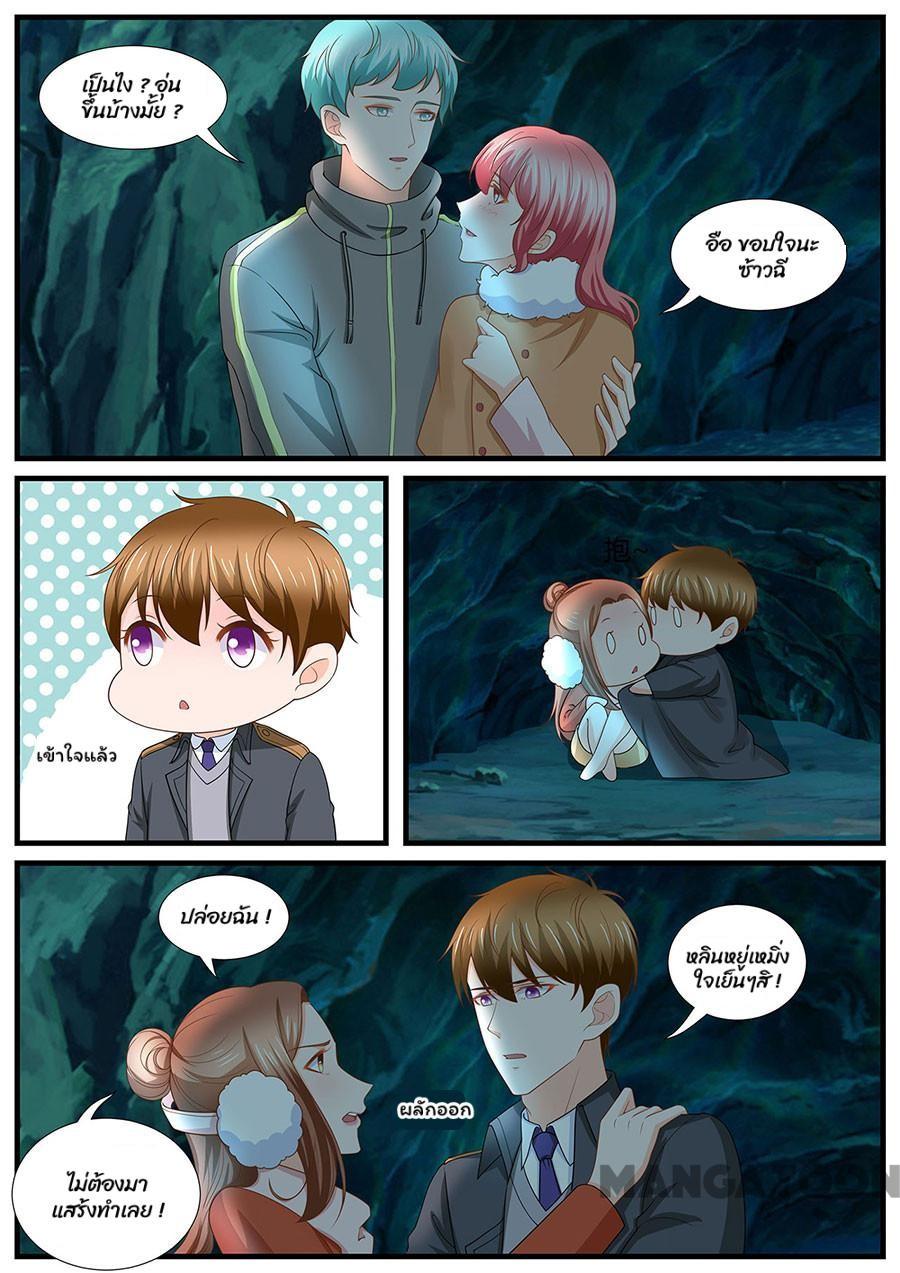 เป็นไง ? อุ่น
ขึ้นบ้างมั้ย ?
อือ ขอบใจนะ
ซ้าวฉี
เข้าใจแล้ว
抱~
ปล่อยฉัน !
หลินหยู่เหมิ่ง
ใจเย็นๆสิ !
ผลักออก
ไม่ต้องมา
แสร้งทำเลย !
MANGATOON